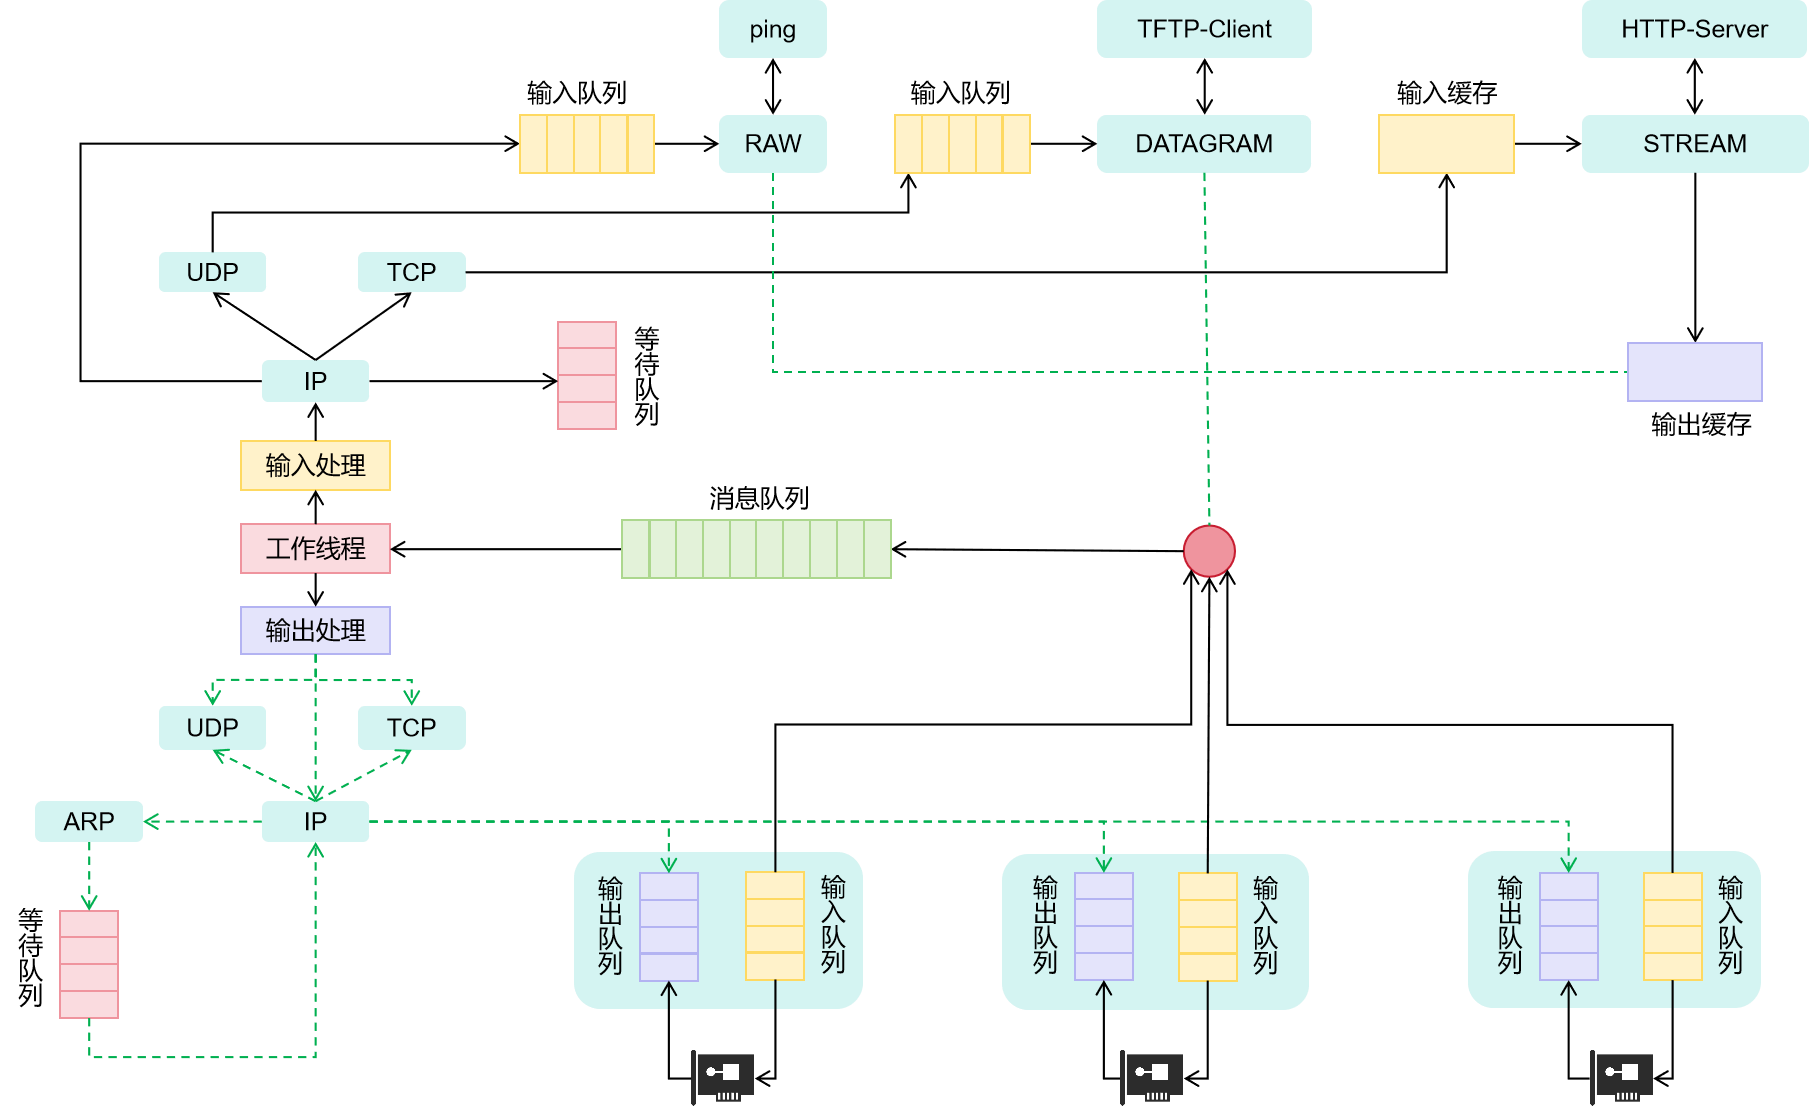 ping
TFTP-Client
HTTP-Server
输入队列
输入队列
输入缓存
RAW
DATAGRAM
STREAM
UDP
TCP
等待队列
IP
输出缓存
输入处理
消息队列
工作线程
输出处理
UDP
TCP
ARP
IP
等待队列
输出队列
输入队列
输出队列
输入队列
输出队列
输入队列